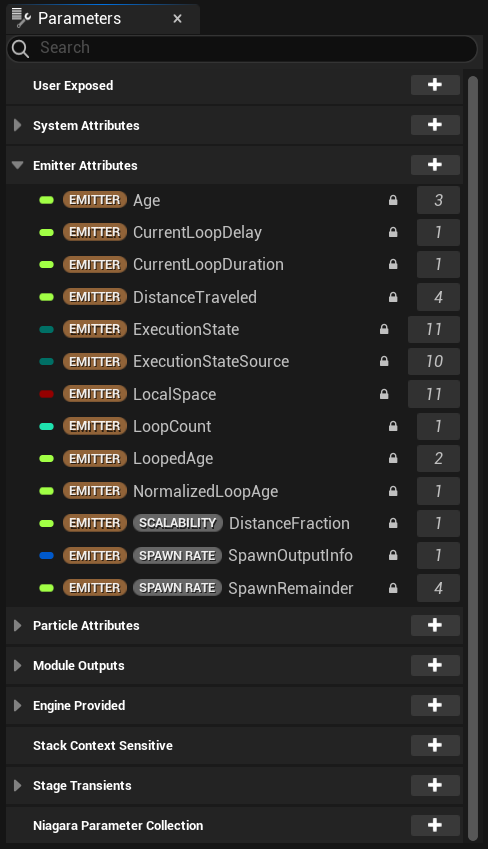 Parameters
Search
User Exposed
System Attributes
Emitter Attributes
EMITTER Age 3
EMITTER CurrentLoopDelay 1
EMITTER CurrentLoopDuration 1
EMITTER DistanceTraveled 4
EMITTER ExecutionState 11
EMITTER ExecutionStateSource 10
EMITTER LocalSpace 11
EMITTER LoopCount 1
EMITTER LoopedAge 2
EMITTER NormalizedLoopAge 1
EMITTER SCALABILITY DistanceFraction 1
EMITTER SPAWN RATE SpawnOutputInfo 1
EMITTER SPAWN RATE SpawnRemainder 4
Particle Attributes
Module Outputs
Engine Provided
Stack Context Sensitive
Stage Transients
Niagara Parameter Collection